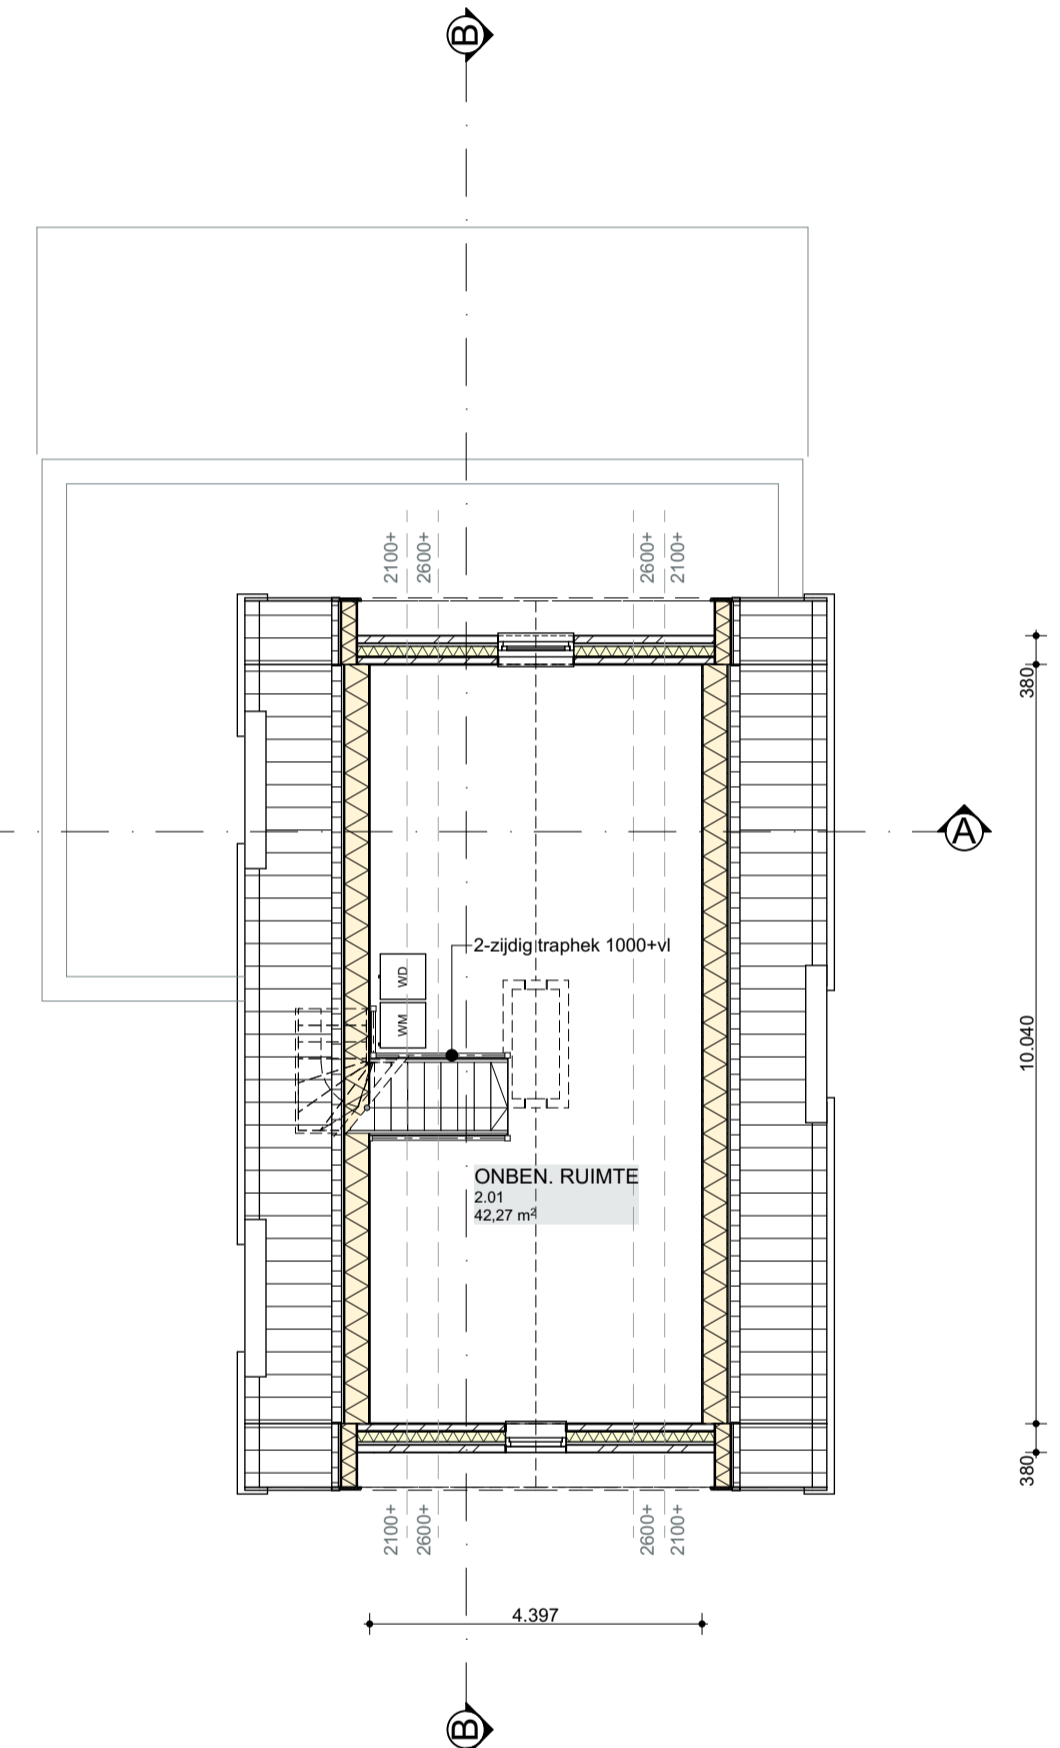 B
2100+
2600+
2600+
2100+
380
A
2-zijdig traphek 1000+vl
WD
WM
10.040
ONBEN. RUIMTE
2.01
42,27 m²
380
2100+
2600+
2600+
2100+
4.397
B